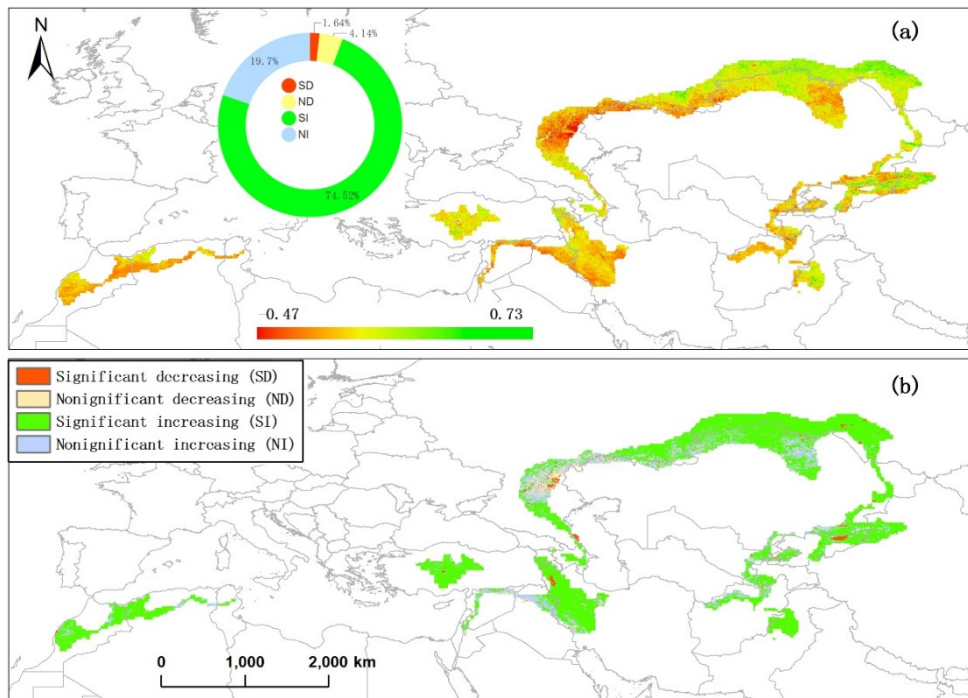 N
(a)
1.64%
4.14%
19.7%
SD
ND
SI
NI
74.52%
-0.47
0.73
(b)
Significant decreasing (SD)
Nonignificant decreasing (ND)
Significant increasing (SI)
Nonignificant increasing (NI)
0
1,000
2,000 km